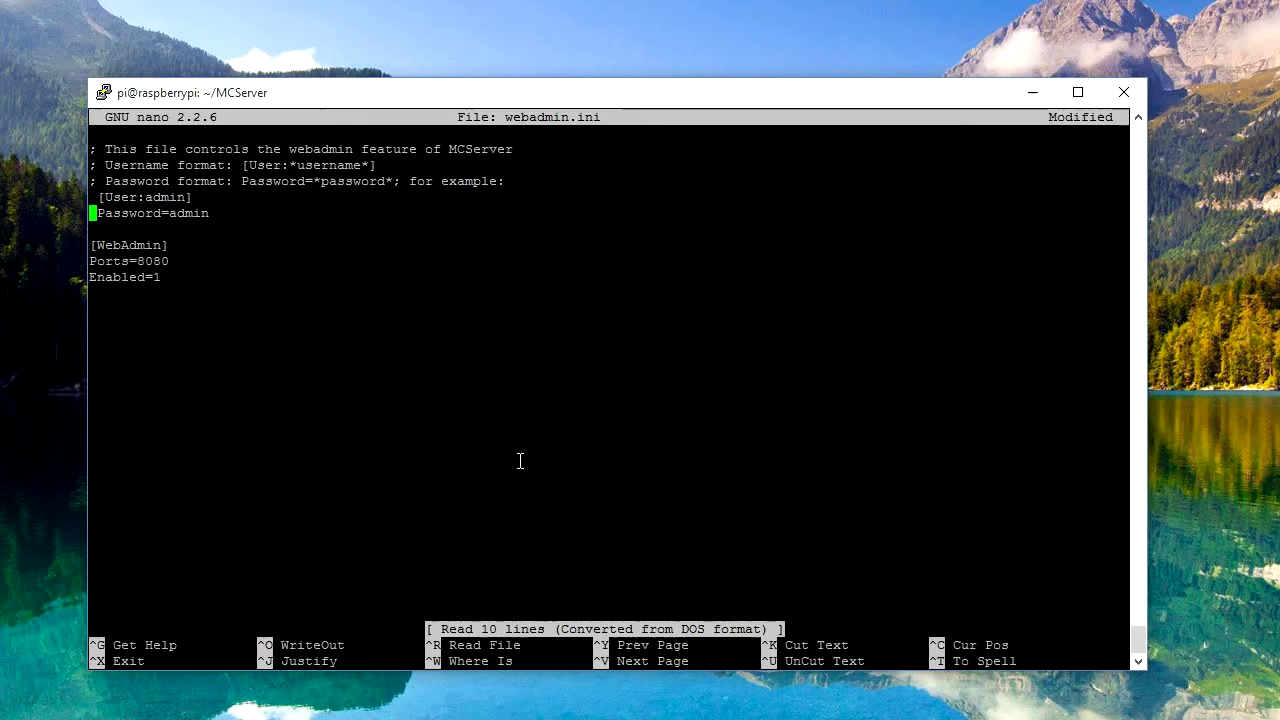 pi@raspberrypi: ~/MCServer
GNU nano 2.2.6 File: webadmin.ini Modified
; This file controls the webadmin feature of MCServer
; Username format: [User:*username*]
; Password format: Password=*password*; for example:
[User:admin]
Password=admin
[WebAdmin]
Ports=8080
Enabled=1
[ Read 10 lines (Converted from DOS format) ]
^G Get Help ^O WriteOut ^R Read File ^Y Prev Page ^K Cut Text ^C Cur Pos
^X Exit ^J Justify ^W Where Is ^V Next Page ^U UnCut Text ^T To Spell